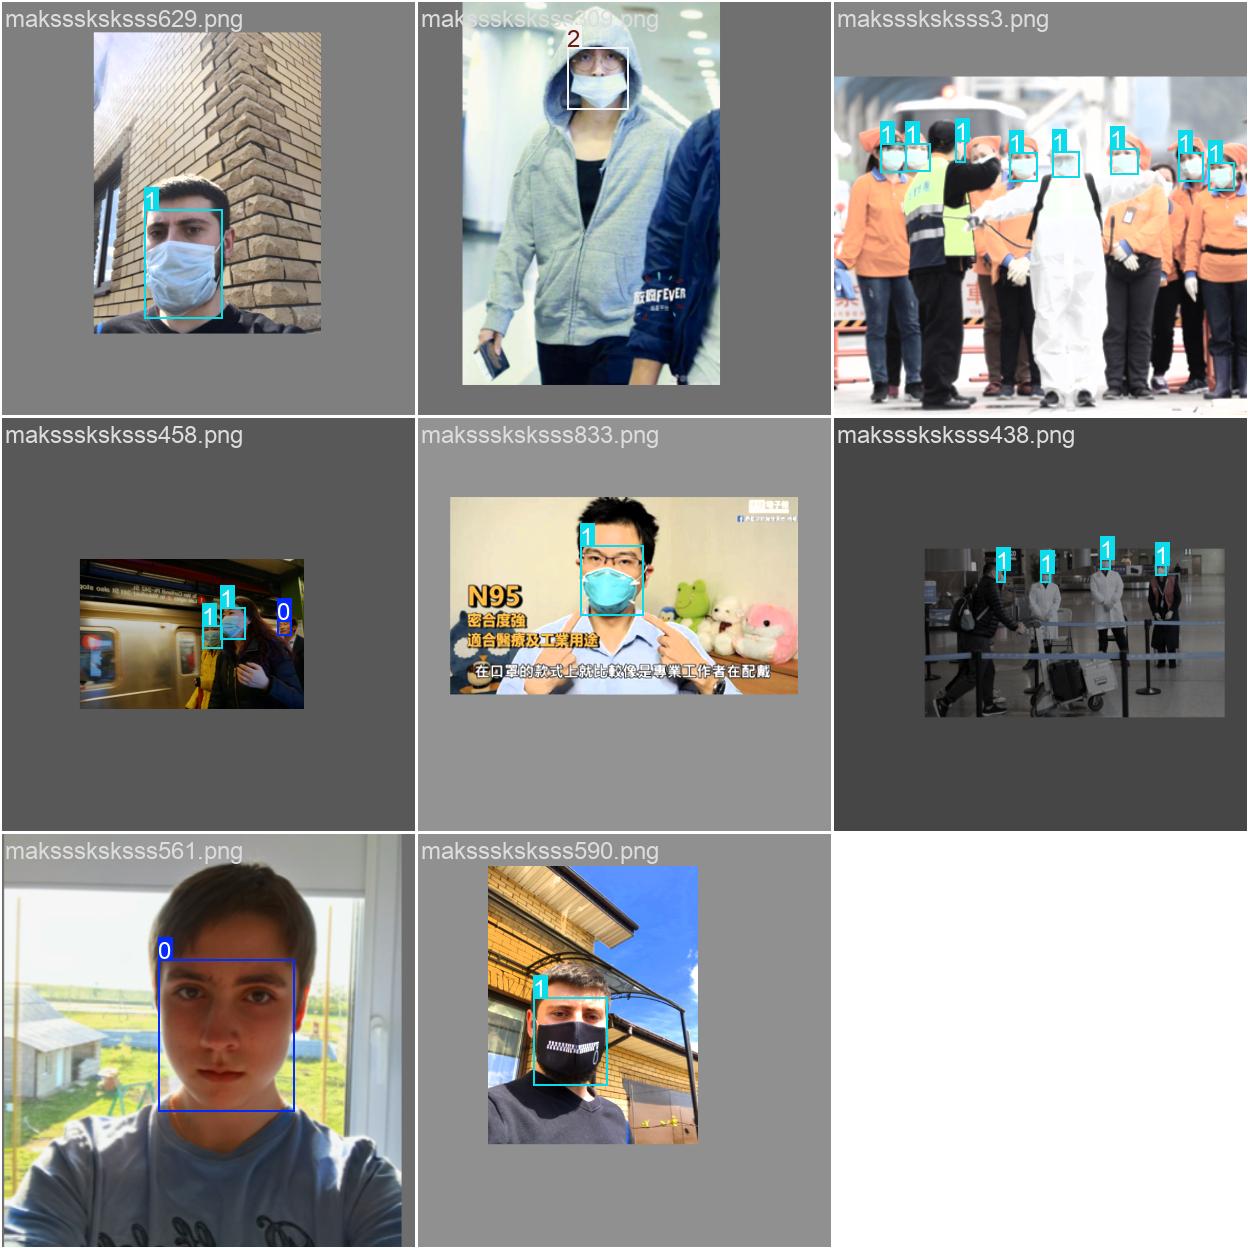 maksssksksss629.png
maksssksksss309.png
2
maksssksksss3.png
1
1
1
1
1
1
1
1
1
maksssksksss458.png
1
1
0
maksssksksss833.png
1
N95
密合度強
適合醫療及工業用途
在口罩的款式上就比較像是專業工作者在配戴
maksssksksss438.png
1
1
1
1
maksssksksss561.png
0
maksssksksss590.png
1